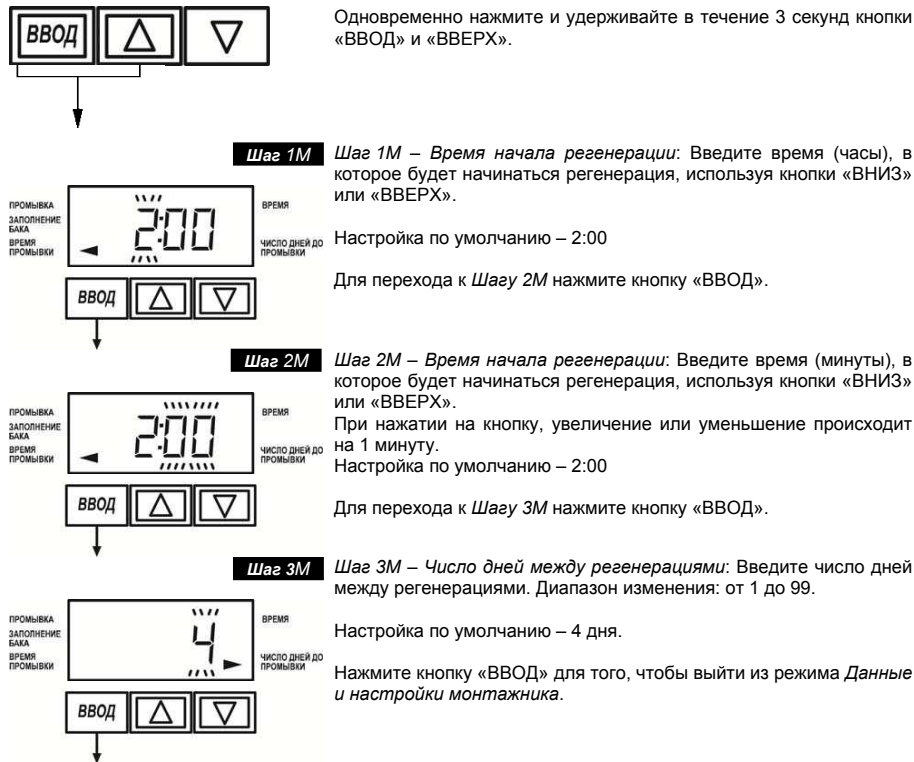 ВВОД
Одновременно нажмите и удерживайте в течение 3 секунд кнопки
«ВВОД» и «ВВЕРХ».
Шаг 1М
Шаг 1М – Время начала регенерации: Введите время (часы), в
которое будет начинаться регенерация, используя кнопки «ВНИЗ»
или «ВВЕРХ».
Настройка по умолчанию – 2:00
Для перехода к Шагу 2М нажмите кнопку «ВВОД».
ПРОМЫВКА
ЗАПОЛНЕНИЕ
БАКА
ВРЕМЯ
ПРОМЫВКИ
2:00
ВРЕМЯ
ЧИСЛО ДНЕЙ ДО
ПРОМЫВКИ
ВВОД
Шаг 2М
Шаг 2М – Время начала регенерации: Введите время (минуты), в
которое будет начинаться регенерация, используя кнопки «ВНИЗ»
или «ВВЕРХ».
При нажатии на кнопку, увеличение или уменьшение происходит
на 1 минуту.
Настройка по умолчанию – 2:00
Для перехода к Шагу 3М нажмите кнопку «ВВОД».
ПРОМЫВКА
ЗАПОЛНЕНИЕ
БАКА
ВРЕМЯ
ПРОМЫВКИ
2:00
ВРЕМЯ
ЧИСЛО ДНЕЙ ДО
ПРОМЫВКИ
ВВОД
Шаг 3М
Шаг 3М – Число дней между регенерациями: Введите число дней
между регенерациями. Диапазон изменения: от 1 до 99.
Настройка по умолчанию – 4 дня.
Нажмите кнопку «ВВОД» для того, чтобы выйти из режима Данные
и настройки монтажника.
ПРОМЫВКА
ЗАПОЛНЕНИЕ
БАКА
ВРЕМЯ
ПРОМЫВКИ
4
ВРЕМЯ
ЧИСЛО ДНЕЙ ДО
ПРОМЫВКИ
ВВОД